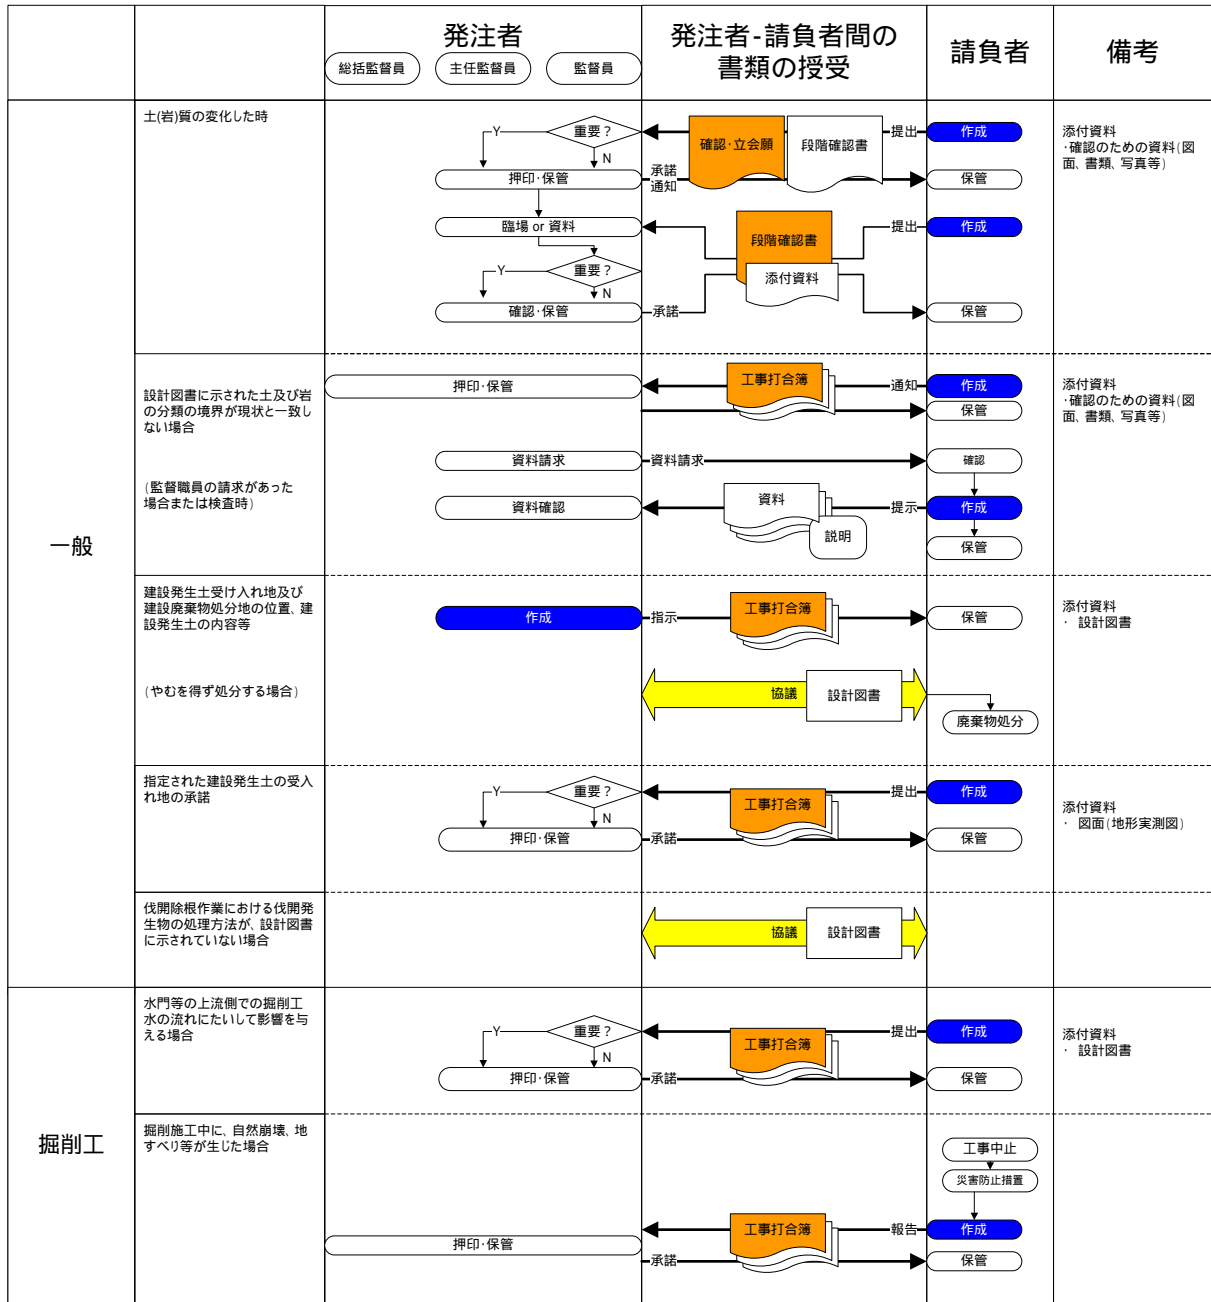 発注者
総括監督員
主任監督員
監督員
発注者-請負者間の
書類の授受
請負者
備考
一般
土(岩)質の変化した時
重要？
Y
N
押印・保管
承諾
通知
確認・立会願
段階確認書
提出
作成
保管
臨場 or 資料
重要？
Y
N
確認・保管
承諾
段階確認書
添付資料
提出
作成
保管
添付資料
・確認のための資料(図
面、書類、写真等)
設計図書に示された土及び岩
の分類の境界が現状と一致し
ない場合
押印・保管
工事打合簿
通知
作成
保管
添付資料
・確認のための資料(図
面、書類、写真等)
(監督職員の請求があった
場合または検査時)
資料請求
資料請求
確認
資料確認
資料
説明
提示
作成
保管
建設発生土受け入れ地及び
建設廃棄物処分地の位置、建
設発生土の内容等
作成
指示
工事打合簿
保管
添付資料
・ 設計図書
(やむを得ず処分する場合)
協議
設計図書
廃棄物処分
指定された建設発生土の受入
れ地の承諾
重要？
Y
N
押印・保管
承諾
工事打合簿
提出
作成
保管
添付資料
・ 図面(地形実測図)
伐開除根作業における伐開発
生物の処理方法が、設計図書
に示されていない場合
協議
設計図書
掘削工
水門等の上流側での掘削工
水の流れにたいして影響を与
える場合
重要？
Y
N
押印・保管
承諾
工事打合簿
提出
作成
保管
添付資料
・ 設計図書
掘削施工中に、自然崩壊、地
すべり等が生じた場合
工事中止
災害防止措置
押印・保管
承諾
工事打合簿
報告
作成
保管